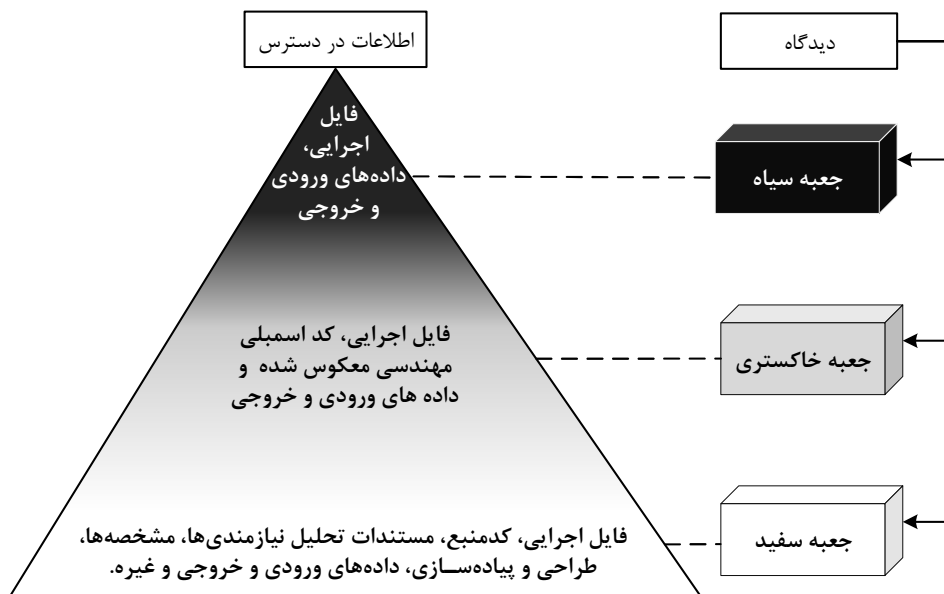 اطلاعات در دسترس
دیدگاه
فایل
اجرایی،
داده‌های ورودی
و خروجی
جعبه سیاه
فایل اجرایی، کد اسمبلی
مهندسی معکوس شده و
داده های ورودی و خروجی
جعبه خاکستری
فایل اجرایی، کدمنبع، مستندات تحلیل نیازمندی‌ها، مشخصه‌ها،
طراحی و پیاده‌ســازی، داده‌های ورودی و خروجی و غیره.
جعبه سفید